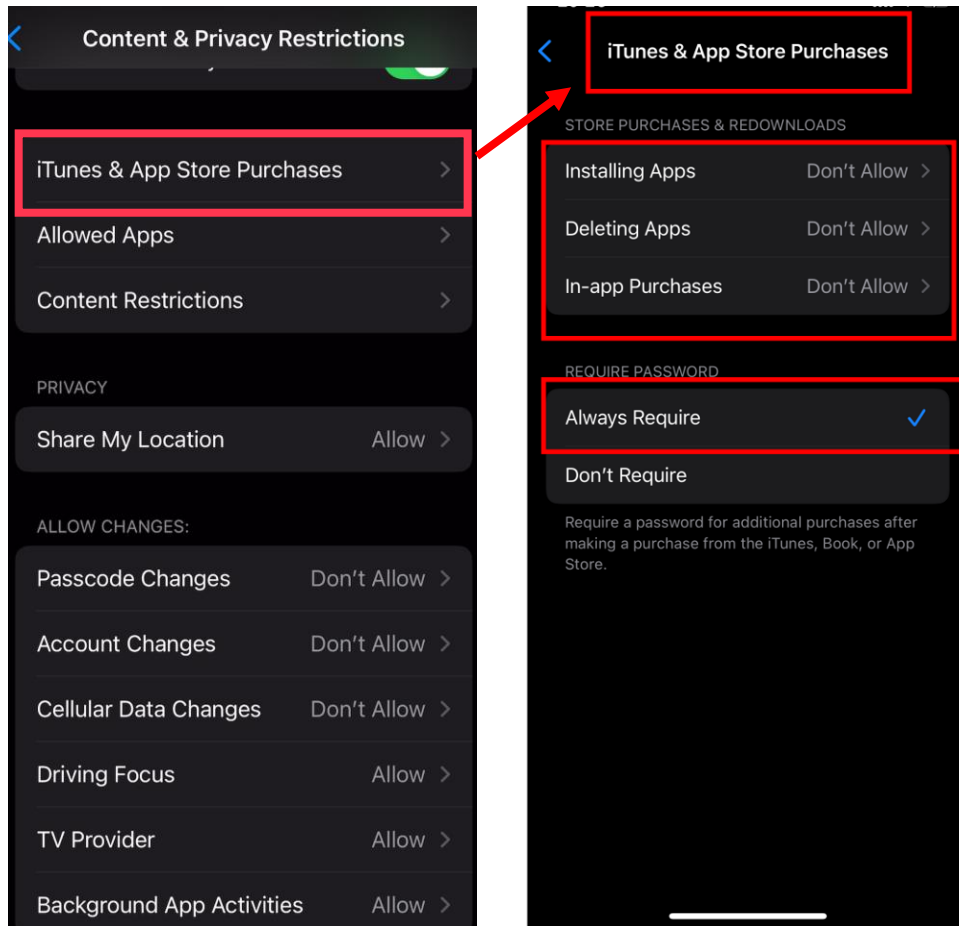 Content & Privacy Restrictions
iTunes & App Store Purchases
Allowed Apps
Content Restrictions
PRIVACY
Share My Location Allow
ALLOW CHANGES:
Passcode Changes Don't Allow
Account Changes Don't Allow
Cellular Data Changes Don't Allow
Driving Focus Allow
TV Provider Allow
Background App Activities Allow
iTunes & App Store Purchases
STORE PURCHASES & REDOWNLOADS
Installing Apps Don't Allow
Deleting Apps Don't Allow
In-app Purchases Don't Allow
REQUIRE PASSWORD
Always Require
Don't Require
Require a password for additional purchases after
making a purchase from the iTunes, Book, or App
Store.